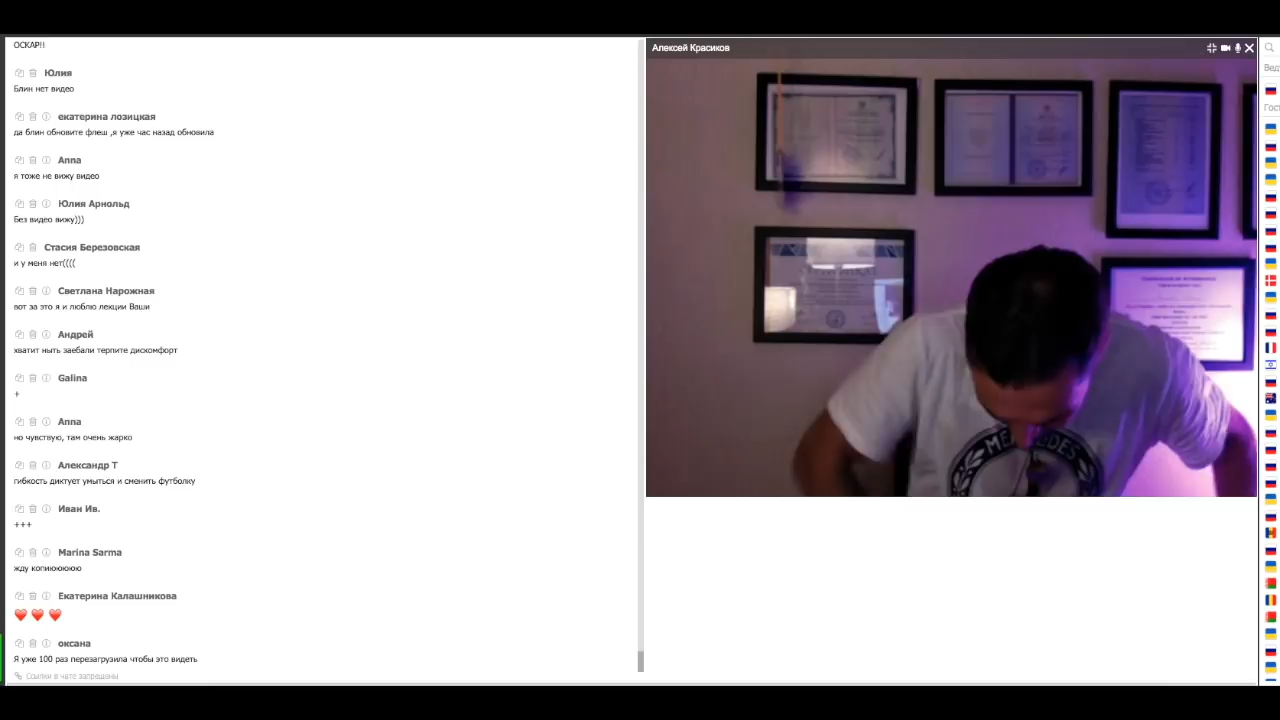 ОСКАР!!
Юлия
Блин нет видео
екатерина лозицкая
да блин обновите флеш ,я уже час назад обновила
Anna
я тоже не вижу видео
Юлия Арнольд
Без видео вижу)))
Стасия Березовская
и у меня нет((((
Светлана Нарожная
вот за это я и люблю лекции Ваши
Андрей
хватит ныть заебали терпите дискомфорт
Galina
+
Anna
но чувствую, там очень жарко
Александр Т
гибкость диктует умыться и сменить футболку
Иван Ив.
+++
Marina Sarma
жду копиюююююю
Екатерина Калашникова
оксана
Я уже 100 раз перезагрузила чтобы это видеть
Ссылки в чате запрещены
Алексей Красиков
Вед
Гост